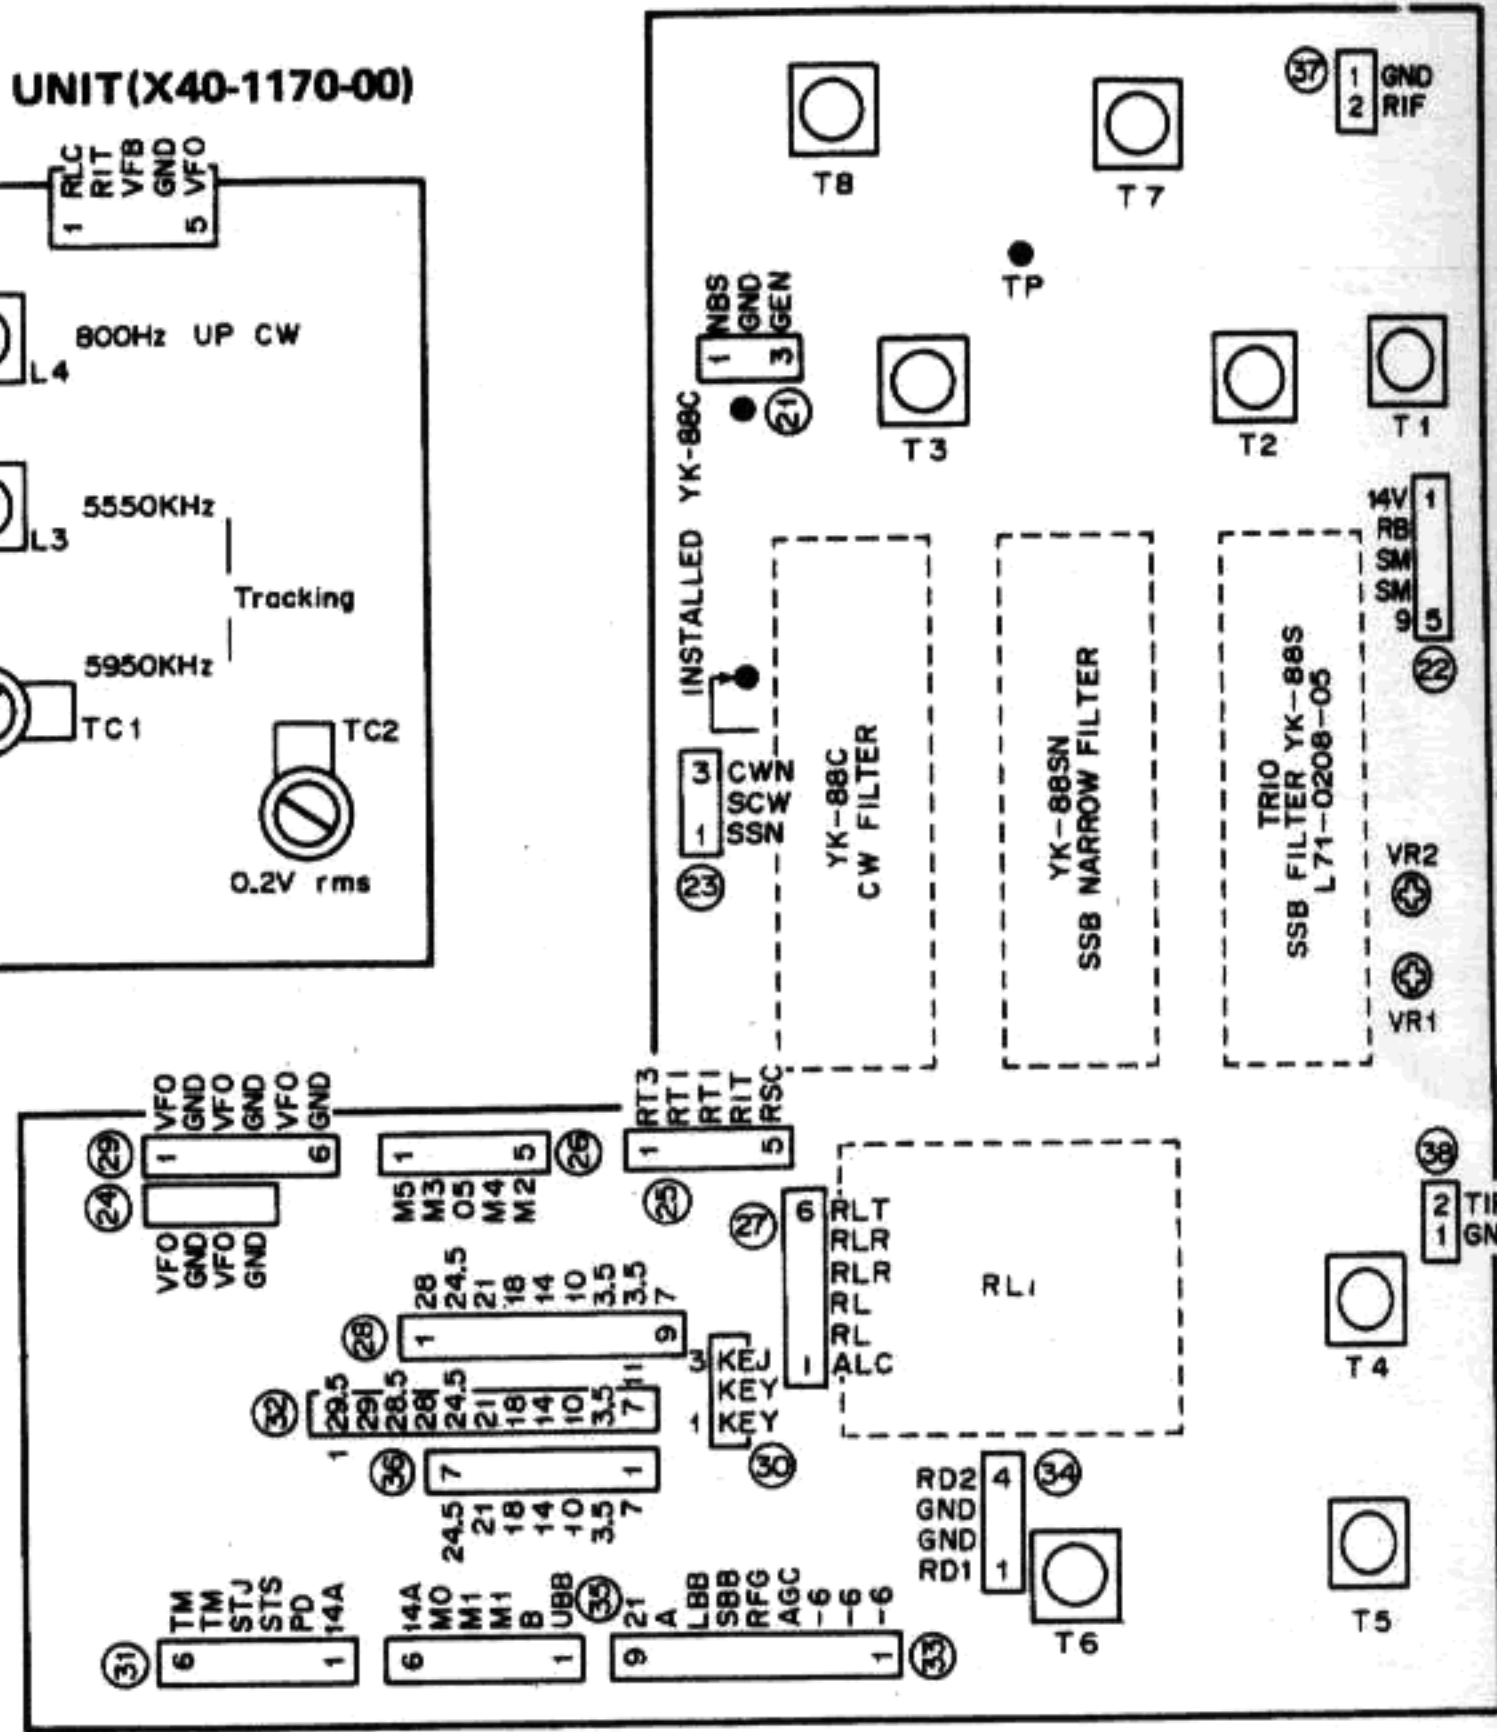 UNIT(X40-1170-00)
RLC
RIT
VFB
GND
VFO
1
5
800Hz UP CW
L4
5550KHz
L3
Tracking
5950KHz
TC1
TC2
0.2V rms
T8
T7
37
1 GND
2 RIF
TP
NBS
GND
GEN
1
3
21
T3
T2
T1
INSTALLED YK-88C
14V 1
RB
SM
SM
9 5
22
3 CWN
SCW
1 SSN
23
YK-88C
CW FILTER
YK-88SN
SSB NARROW FILTER
TRIO
SSB FILTER YK-88S
L71-0208-05
VR2
VR1
VFO
GND
VFO
GND
VFO
GND
29
1
6
24
VFO
GND
VFO
GND
1
5
26
M5
M3
05
M4
M2
RT3
RT1
RT1
RIT
RSC
1
5
25
27
6 RLT
RLR
RLR
RL
RL
1 ALC
RL1
38
2 TIF
1 GN
T4
28
24.5
21
18
14
10
3.5
3.5
7
28
1
9
32
29.5
29
28.5
28
24.5
21
18
14
10
3.5
7
11
1
3 KEJ
KEY
1 KEY
30
36
7
1
24.5
21
18
14
10
3.5
7
RD2 4
GND
GND
RD1 1
34
T6
T5
TM
TM
STJ
STS
PD
14A
31
6
1
14A
MO
M1
M1
B
UBB
35
6
1
21
A
LBB
SBB
RFG
AGC
-6
-6
-6
9
1
33